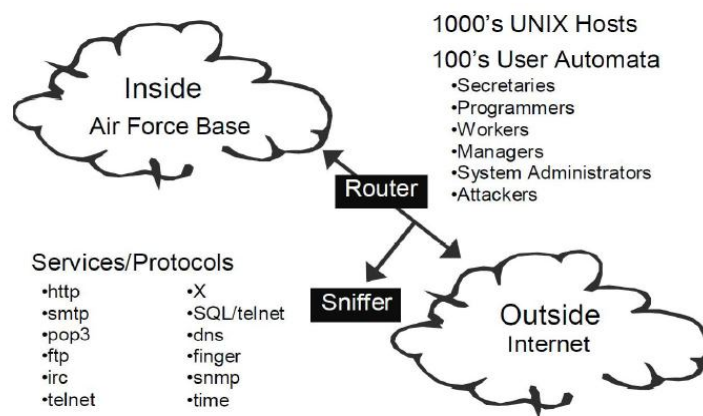 1000's UNIX Hosts
100's User Automata
•Secretaries
•Programmers
•Workers
•Managers
•System Administrators
•Attackers
Inside
Air Force Base
Router
Sniffer
Outside
Internet
Services/Protocols
•http
•smtp
•pop3
•ftp
•irc
•telnet
•X
•SQL/telnet
•dns
•finger
•snmp
•time